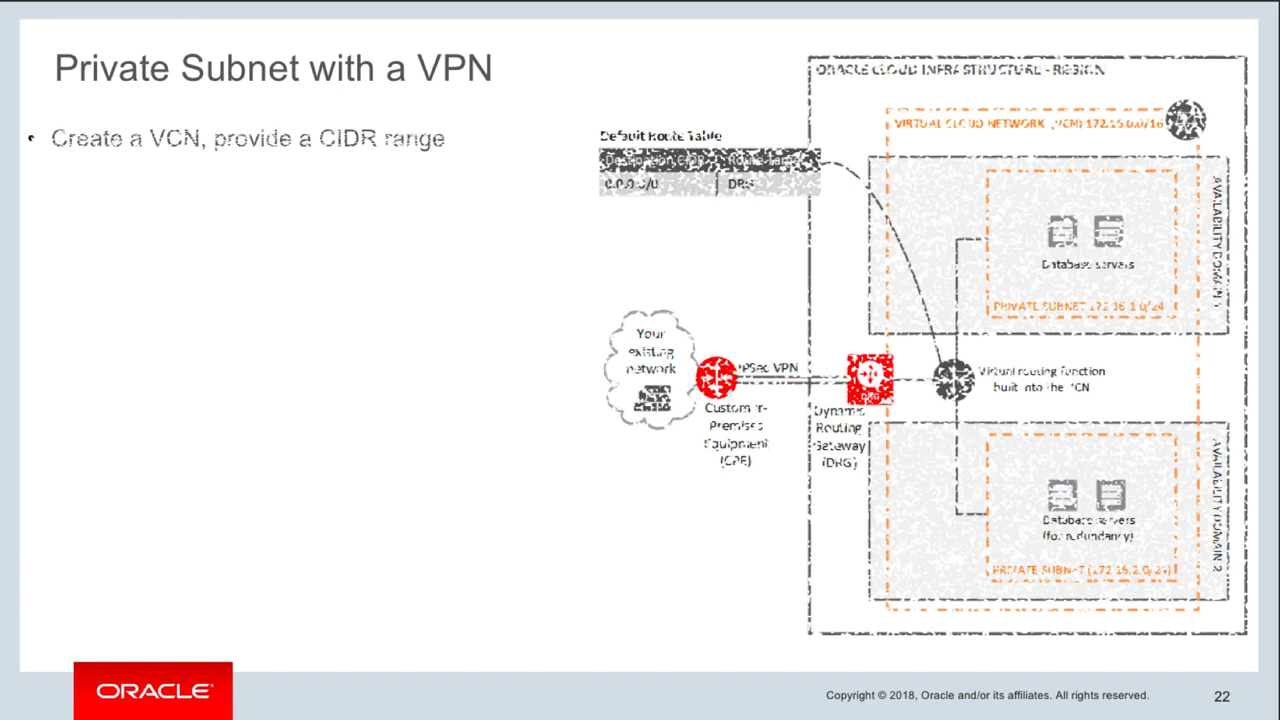 Private Subnet with a VPN
• Create a VCN, provide a CIDR range
ORACLE CLOUD INFRASTRUCTURE - REGION
VIRTUAL CLOUD NETWORK (VCN) 172.16.0.0/16
Default Route Table
Destination CIDR Route Target
0.0.0.0/0 DRG
AVAILABILITY DOMAIN 1
Database servers
PRIVATE SUBNET 172.16.1.0/24
Your
existing
network
IPSec VPN
Customer-
Premises
Equipment
(CPE)
DRG
Dynamic
Routing
Gateway
(DRG)
Virtual routing function
built into the VCN
AVAILABILITY DOMAIN 2
Database servers
(for redundancy)
PRIVATE SUBNET (172.16.2.0/24)
ORACLE
Copyright © 2018, Oracle and/or its affiliates. All rights reserved.
22